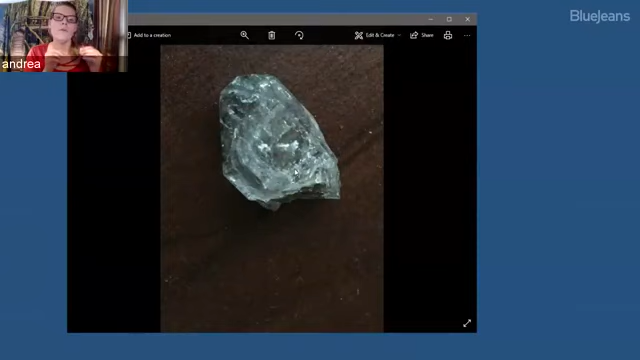 BlueJeans
Add to a creation
Edit & Create
Share
andrea